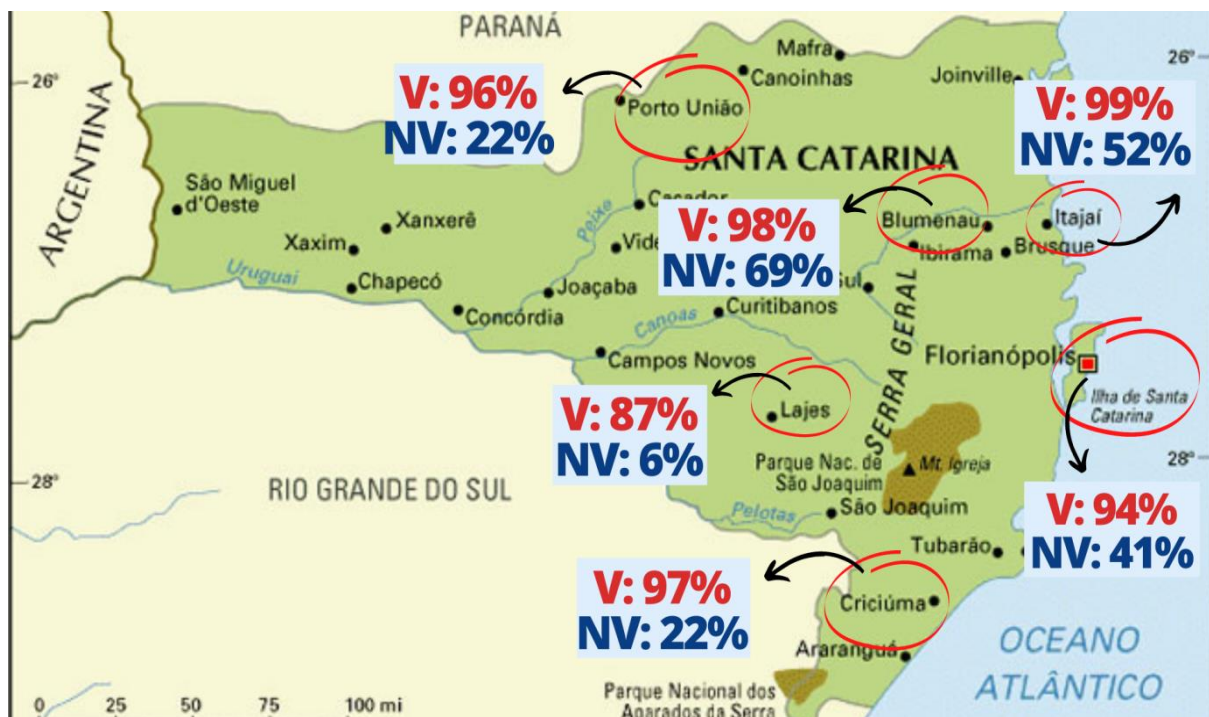 PARANÁ
Mafra
Canoinhas
Joinville
26°
26°
V: 96%
NV: 22%
Porto União
V: 99%
NV: 52%
SANTA CATARINA
ARGENTINA
São Miguel
d'Oeste
Xanxerê
Xaxim
Chapecó
Uruguai
Concórdia
Joaçaba
Peixe
V: 98%
NV: 69%
Blumenau
Itajaí
Ibirama
Brusque
Curitibanos
Canoas
Campos Novos
SERRA GERAL
Florianópolis
Ilha de Santa
Catarina
V: 87%
NV: 6%
Lajes
Parque Nac. de
São Joaquim
Mt. Igreja
28°
28°
RIO GRANDE DO SUL
Pelotas
São Joaquim
V: 94%
NV: 41%
Tubarão
V: 97%
NV: 22%
Criciúma
Araranguá
OCEANO
ATLÂNTICO
Parque Nacional dos
Aparados da Serra
0 25 50 75 100 mi